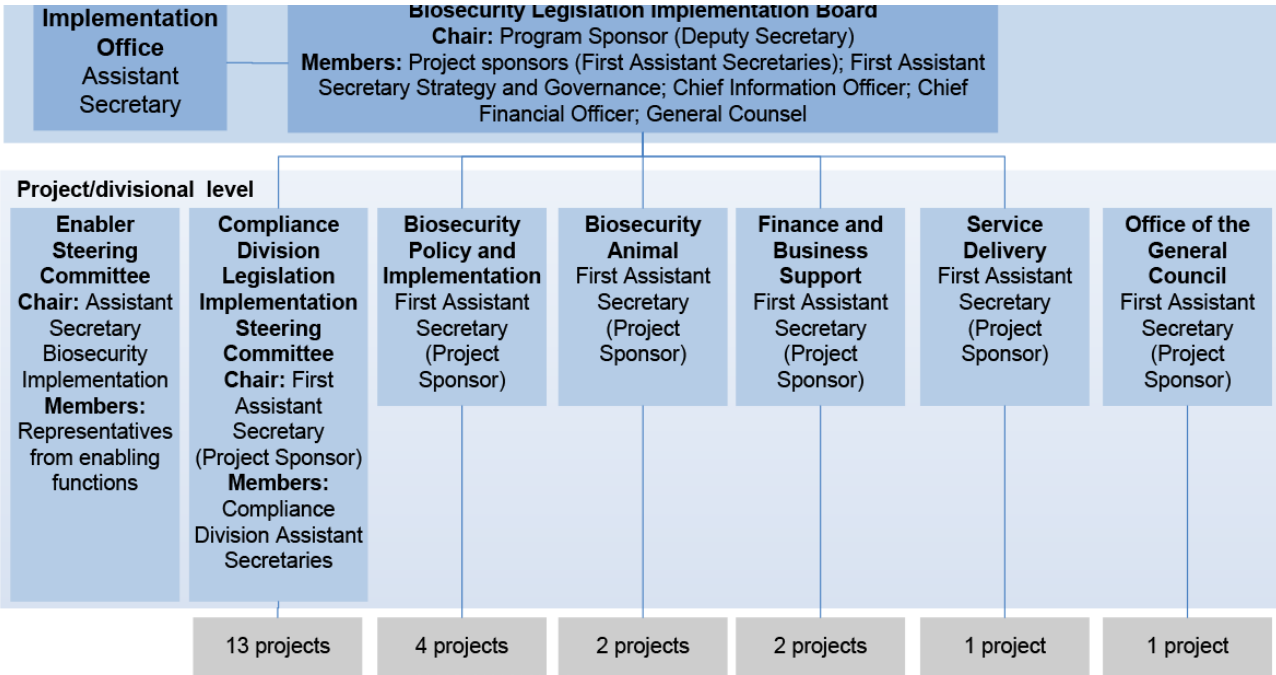 Implementation
Office
Assistant
Secretary
Biosecurity Legislation Implementation Board
Chair: Program Sponsor (Deputy Secretary)
Members: Project sponsors (First Assistant Secretaries); First Assistant
Secretary Strategy and Governance; Chief Information Officer; Chief
Financial Officer; General Counsel
Project/divisional level
Enabler
Steering
Committee
Chair: Assistant
Secretary
Biosecurity
Implementation
Members:
Representatives
from enabling
functions
Compliance
Division
Legislation
Implementation
Steering
Committee
Chair: First
Assistant
Secretary
(Project Sponsor)
Members:
Compliance
Division Assistant
Secretaries
Biosecurity
Policy and
Implementation
First Assistant
Secretary
(Project
Sponsor)
Biosecurity
Animal
First Assistant
Secretary
(Project
Sponsor)
Finance and
Business
Support
First Assistant
Secretary
(Project
Sponsor)
Service
Delivery
First Assistant
Secretary
(Project
Sponsor)
Office of the
General
Council
First Assistant
Secretary
(Project
Sponsor)
13 projects
4 projects
2 projects
2 projects
1 project
1 project